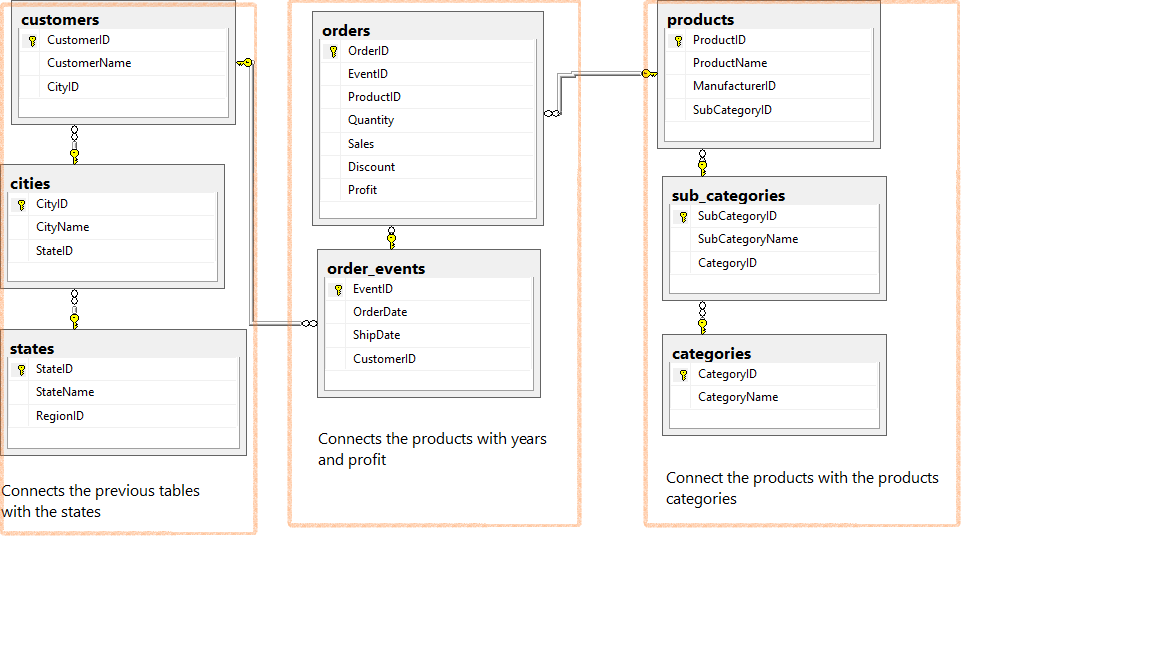 customers
CustomerID
CustomerName
CityID
cities
CityID
CityName
StateID
states
StateID
StateName
RegionID
Connects the previous tables
with the states
orders
OrderID
EventID
ProductID
Quantity
Sales
Discount
Profit
order_events
EventID
OrderDate
ShipDate
CustomerID
Connects the products with years
and profit
products
ProductID
ProductName
ManufacturerID
SubCategoryID
sub_categories
SubCategoryID
SubCategoryName
CategoryID
categories
CategoryID
CategoryName
Connect the products with the products
categories